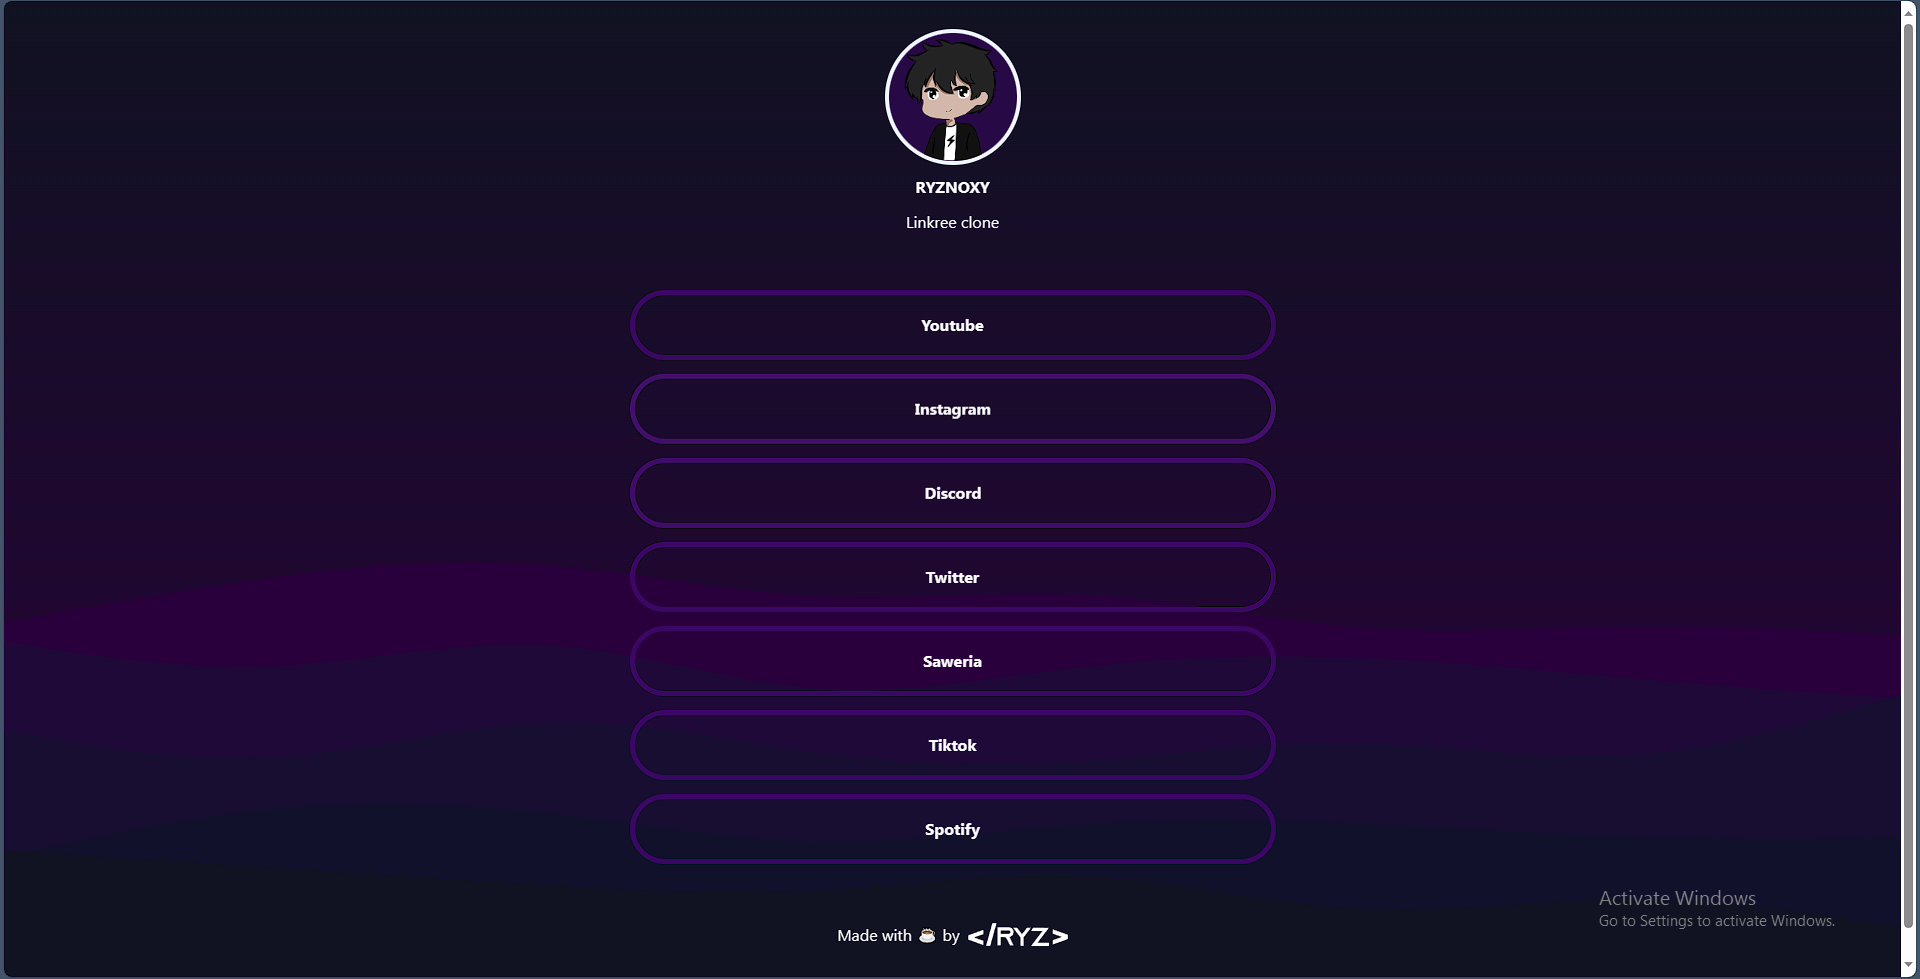 RYZNOXY
Linkree clone
Youtube
Instagram
Discord
Twitter
Saweria
Tiktok
Spotify
Made with ☕ by </RYZ>
Activate Windows
Go to Settings to activate Windows.